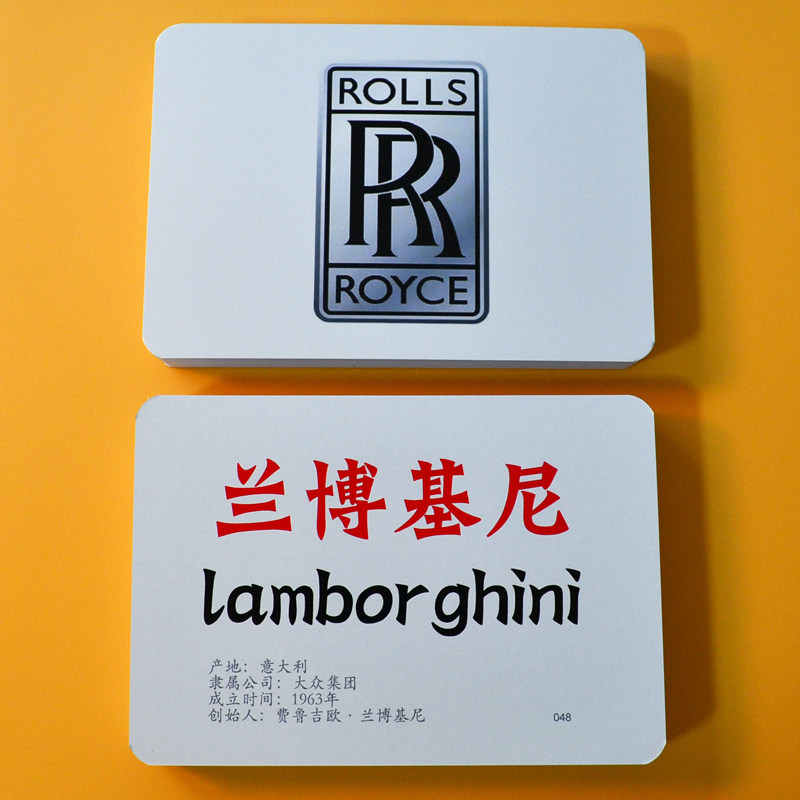 ROLLS
RR
ROYCE
兰博基尼
lamborghini
产地：意大利
隶属公司：大众集团
成立时间：1963年
创始人：费鲁吉欧·兰博基尼
048